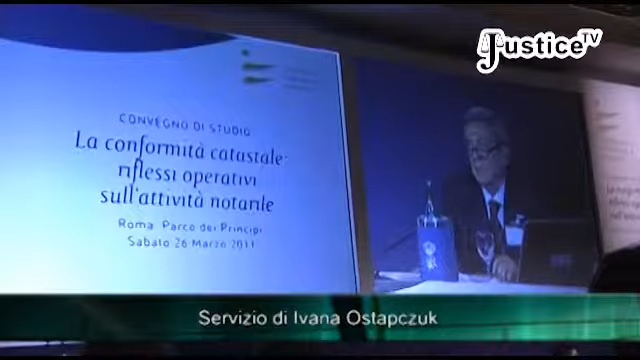 Justice TV
CONVEGNO DI STUDIO
La conformità catastale:
riflessi operativi
sull'attività notarile
Roma Parco dei Principi
Sabato 26 Marzo 2011
Servizio di Ivana Ostapczuk